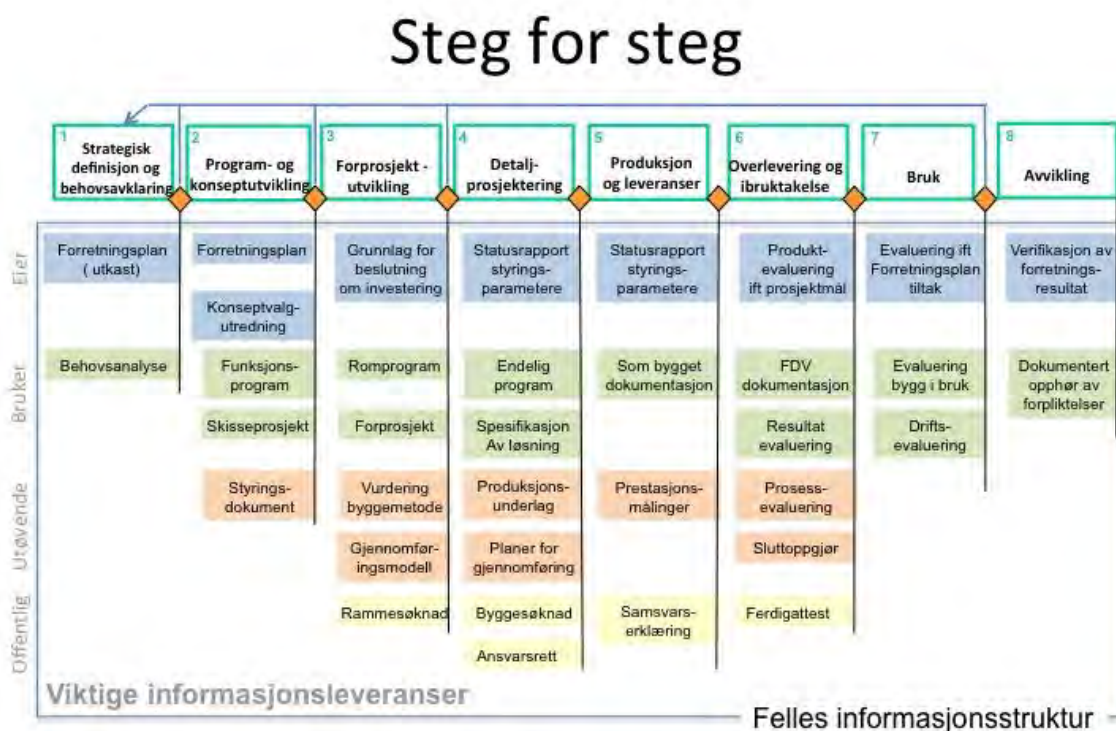 Steg for steg
1
Strategisk
definisjon og
behovsavklaring
2
Program- og
konseptutvikling
3
Forprosjekt -
utvikling
4
Detalj-
prosjektering
5
Produksjon
og leveranser
6
Overlevering og
ibruktakelse
7
Bruk
8
Avvikling
Eier
Forretningsplan
( utkast)
Forretningsplan
Konseptvalg-
utredning
Grunnlag for
beslutning
om investering
Statusrapport
styrings-
parametere
Statusrapport
styrings-
parametere
Produkt-
evaluering
ift prosjektmål
Evaluering ift
Forretningsplan
tiltak
Verifikasjon av
forretnings-
resultat
Bruker
Behovsanalyse
Funksjons-
program
Skisseprosjekt
Romprogram
Forprosjekt
Endelig
program
Spesifikasjon
Av løsning
Som bygget
dokumentasjon
FDV
dokumentasjon
Resultat
evaluering
Evaluering
bygg i bruk
Drifts-
evaluering
Dokumentert
opphør av
forpliktelser
Utøvende
Styrings-
dokument
Vurdering
byggemetode
Gjennomfør-
ingsmodell
Produksjons-
underlag
Planer for
gjennomføring
Prestasjons-
målinger
Prosess-
evaluering
Sluttoppgjør
Offentlig
Rammesøknad
Byggesøknad
Ansvarsrett
Samsvars-
erklæring
Ferdigattest
Viktige informasjonsleveranser
Felles informasjonsstruktur